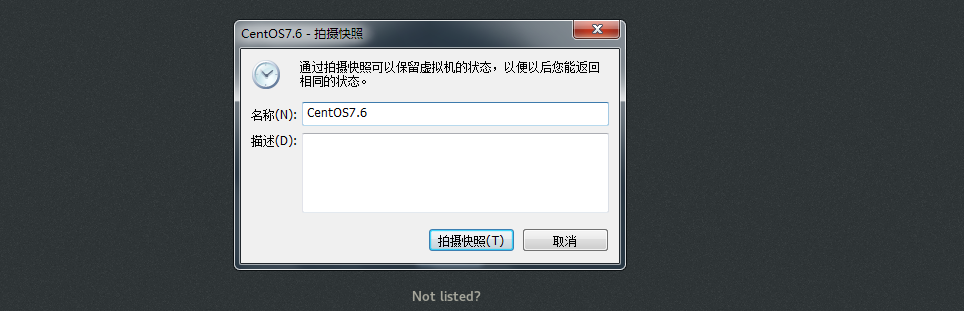 CentOS7.6 - 拍摄快照
通过拍摄快照可以保留虚拟机的状态，以便以后您能返回
相同的状态。
名称(N): CentOS7.6
描述(D):
拍摄快照(T) 取消
Not listed?